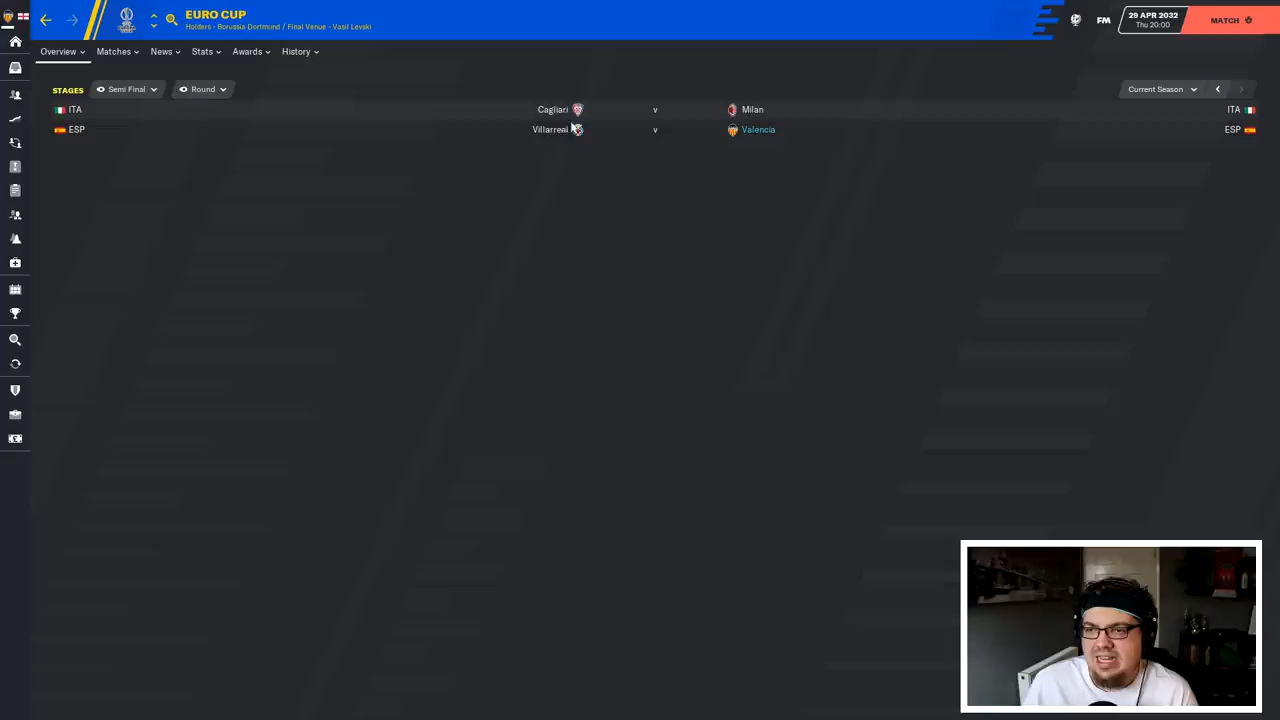 EURO CUP
Holders - Borussia Dortmund / Final Venue - Vasil Levski
FM
29 APR 2032
Thu 20:00
MATCH
Overview
Matches
News
Stats
Awards
History
STAGES
Semi Final
Round
Current Season
ITA Cagliari v Milan ITA
ESP Villarreal v Valencia ESP